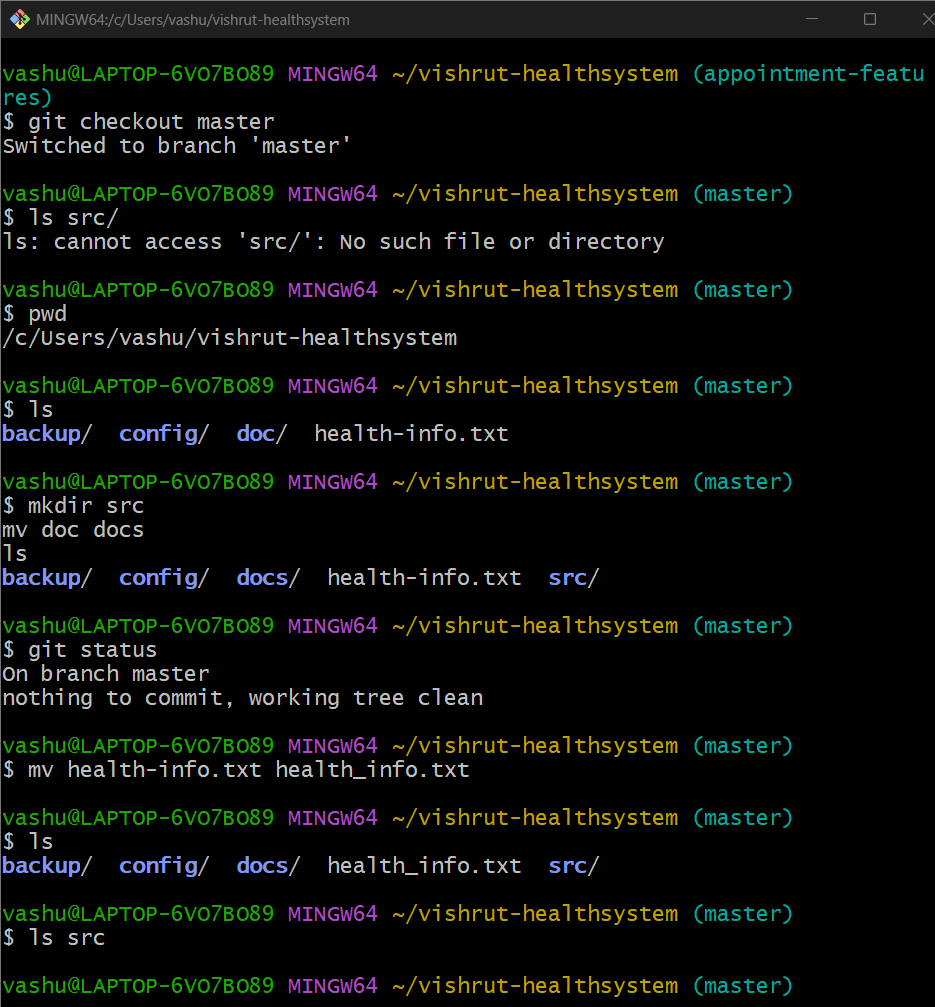 MINGW64:/c/Users/vashu/vishrut-healthsystem
vashu@LAPTOP-6VO7BO89 MINGW64 ~/vishrut-healthsystem (appointment-featu
res)
$ git checkout master
Switched to branch 'master'
vashu@LAPTOP-6VO7BO89 MINGW64 ~/vishrut-healthsystem (master)
$ ls src/
ls: cannot access 'src/': No such file or directory
vashu@LAPTOP-6VO7BO89 MINGW64 ~/vishrut-healthsystem (master)
$ pwd
/c/Users/vashu/vishrut-healthsystem
vashu@LAPTOP-6VO7BO89 MINGW64 ~/vishrut-healthsystem (master)
$ ls
backup/  config/  doc/  health-info.txt
vashu@LAPTOP-6VO7BO89 MINGW64 ~/vishrut-healthsystem (master)
$ mkdir src
mv doc docs
ls
backup/  config/  docs/  health-info.txt  src/
vashu@LAPTOP-6VO7BO89 MINGW64 ~/vishrut-healthsystem (master)
$ git status
On branch master
nothing to commit, working tree clean
vashu@LAPTOP-6VO7BO89 MINGW64 ~/vishrut-healthsystem (master)
$ mv health-info.txt health_info.txt
vashu@LAPTOP-6VO7BO89 MINGW64 ~/vishrut-healthsystem (master)
$ ls
backup/  config/  docs/  health_info.txt  src/
vashu@LAPTOP-6VO7BO89 MINGW64 ~/vishrut-healthsystem (master)
$ ls src
vashu@LAPTOP-6VO7BO89 MINGW64 ~/vishrut-healthsystem (master)